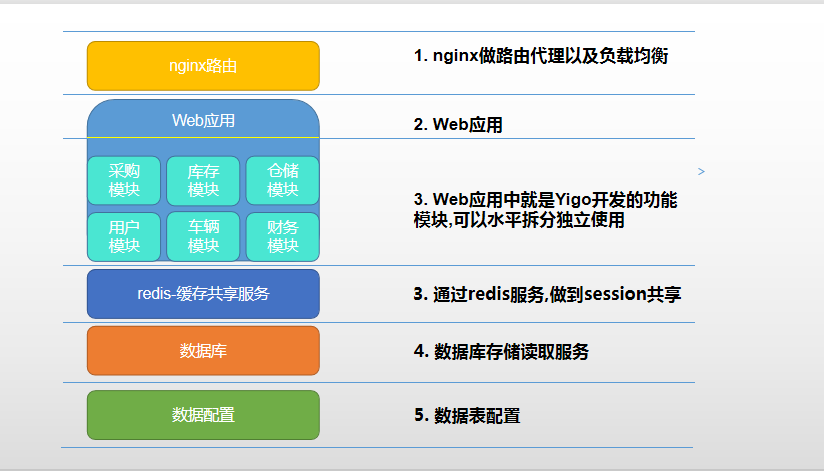 nginx路由
1. nginx做路由代理以及负载均衡
Web应用
2. Web应用
采购
模块
库存
模块
仓储
模块
3. Web应用中就是Yigo开发的功能
模块,可以水平拆分独立使用
用户
模块
车辆
模块
财务
模块
redis-缓存共享服务
3. 通过redis服务,做到session共享
数据库
4. 数据库存储读取服务
数据配置
5. 数据表配置
>